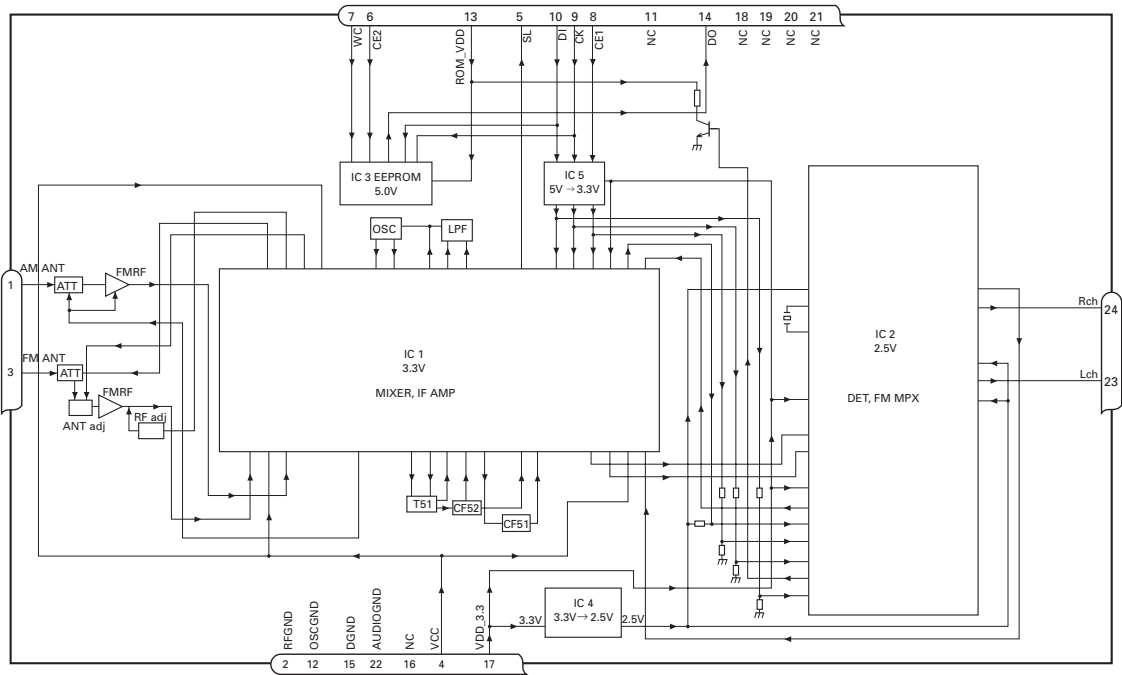 7 6 13 5 10 9 8 11 14 18 19 20 21
WC
CE2
ROM_VDD
SL
DI
CK
CE1
NC
DO
NC
NC
NC
NC
IC 3 EEPROM
5.0V
IC 5
5V →3.3V
OSC
LPF
AM ANT
1
ATT
FMRF
FM ANT
3
ATT
FMRF
ANT adj
RF adj
IC 1
3.3V
MIXER, IF AMP
IC 2
2.5V
DET, FM MPX
Rch
24
Lch
23
T51
CF52
CF51
IC 4
3.3V→ 2.5V
3.3V
2.5V
RFGND
OSCGND
DGND
AUDIOGND
NC
VCC
VDD_3.3
2 12 15 22 16 4 17